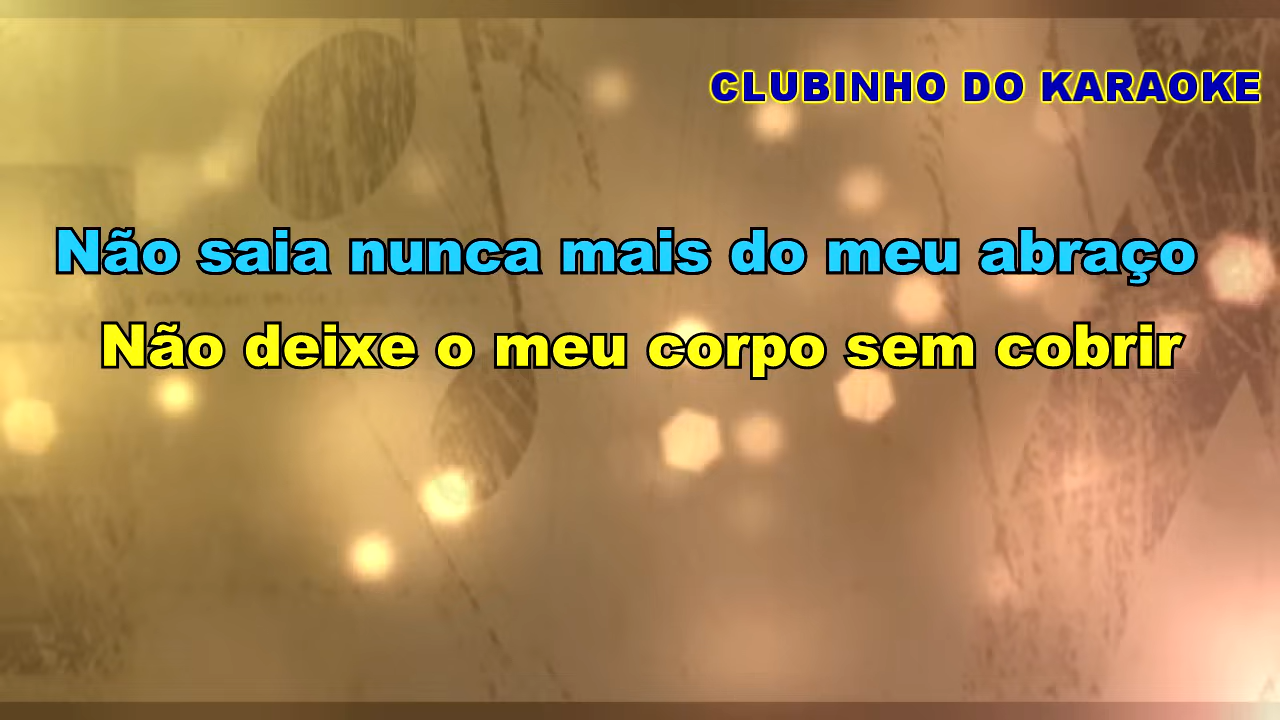 CLUBINHO DO KARAOKE
Não saia nunca mais do meu abraço
Não deixe o meu corpo sem cobrir